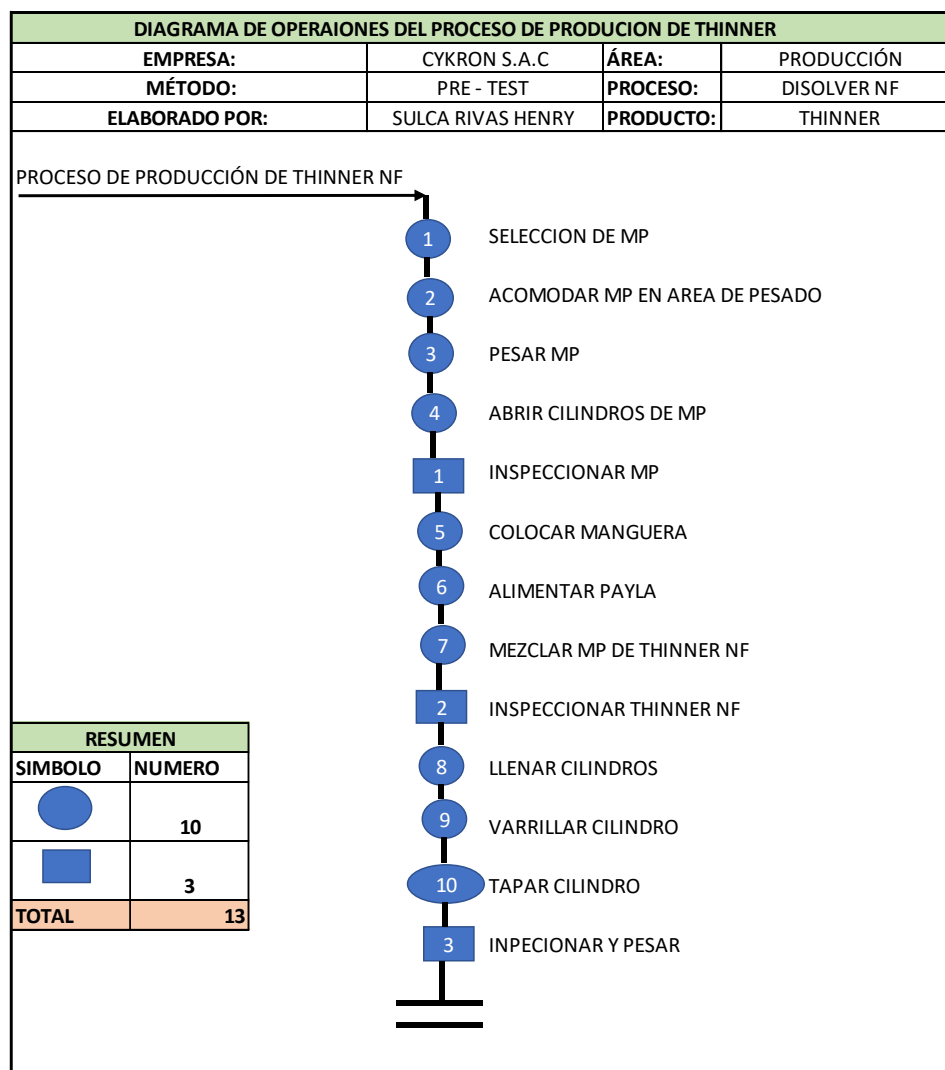 DIAGRAMA DE OPERAIONES DEL PROCESO DE PRODUCION DE THINNER
EMPRESA: CYKRON S.A.C ÁREA: PRODUCCIÓN
MÉTODO: PRE - TEST PROCESO: DISOLVER NF
ELABORADO POR: SULCA RIVAS HENRY PRODUCTO: THINNER
PROCESO DE PRODUCCIÓN DE THINNER NF
1 SELECCION DE MP
2 ACOMODAR MP EN AREA DE PESADO
3 PESAR MP
4 ABRIR CILINDROS DE MP
1 INSPECCIONAR MP
5 COLOCAR MANGUERA
6 ALIMENTAR PAYLA
7 MEZCLAR MP DE THINNER NF
2 INSPECCIONAR THINNER NF
8 LLENAR CILINDROS
9 VARRILLAR CILINDRO
10 TAPAR CILINDRO
3 INPECIONAR Y PESAR
RESUMEN
SIMBOLO NUMERO
10
3
TOTAL 13